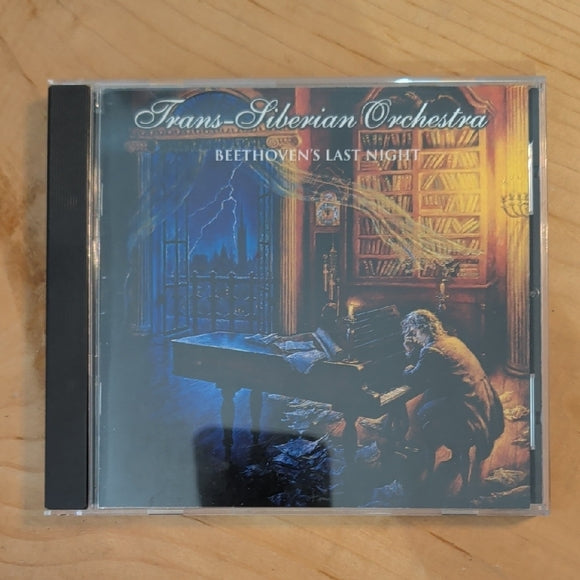 Trans-Siberian Orchestra
BEETHOVEN'S LAST NIGHT